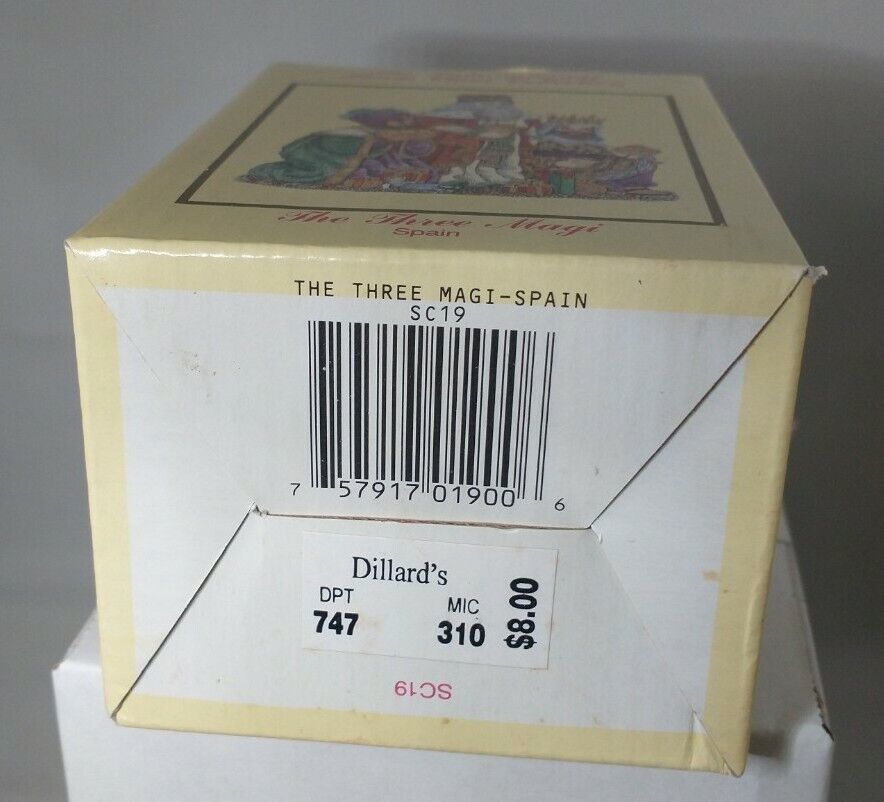 The Three Magi
Spain
THE THREE MAGI-SPAIN
SC19
7 57917 01900 6
Dillard's
DPT MIC
747 310 $8.00
SC19